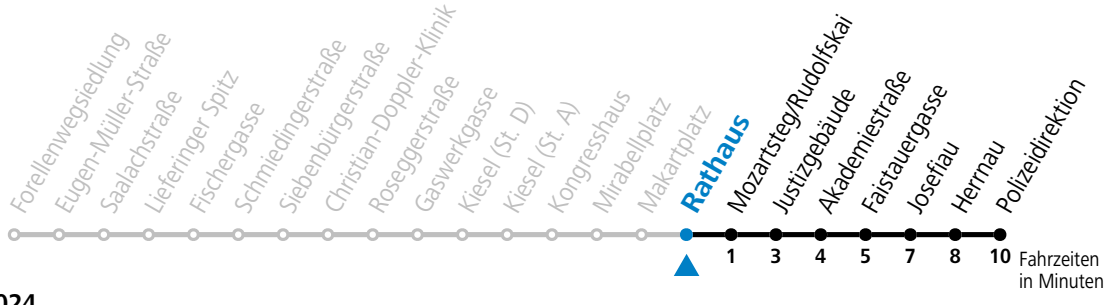 Forellenwegsiedlung
Eugen-Müller-Straße
Saalachstraße
Lieferinger Spitz
Fischergasse
Schmiedingerstraße
Siebenbürgerstraße
Christian-Doppler-Klinik
Roseggerstraße
Gaswerkgasse
Kiesel (St. D)
Kiesel (St. A)
Kongresshaus
Mirabellplatz
Makartplatz
Rathaus
Mozartsteg/Rudolfskai
Justizgebäude
Akademiestraße
Faistauergasse
Josefiau
Herrnau
Polizeidirektion
1 3 4 5 7 8 10 Fahrzeiten
in Minuten
024